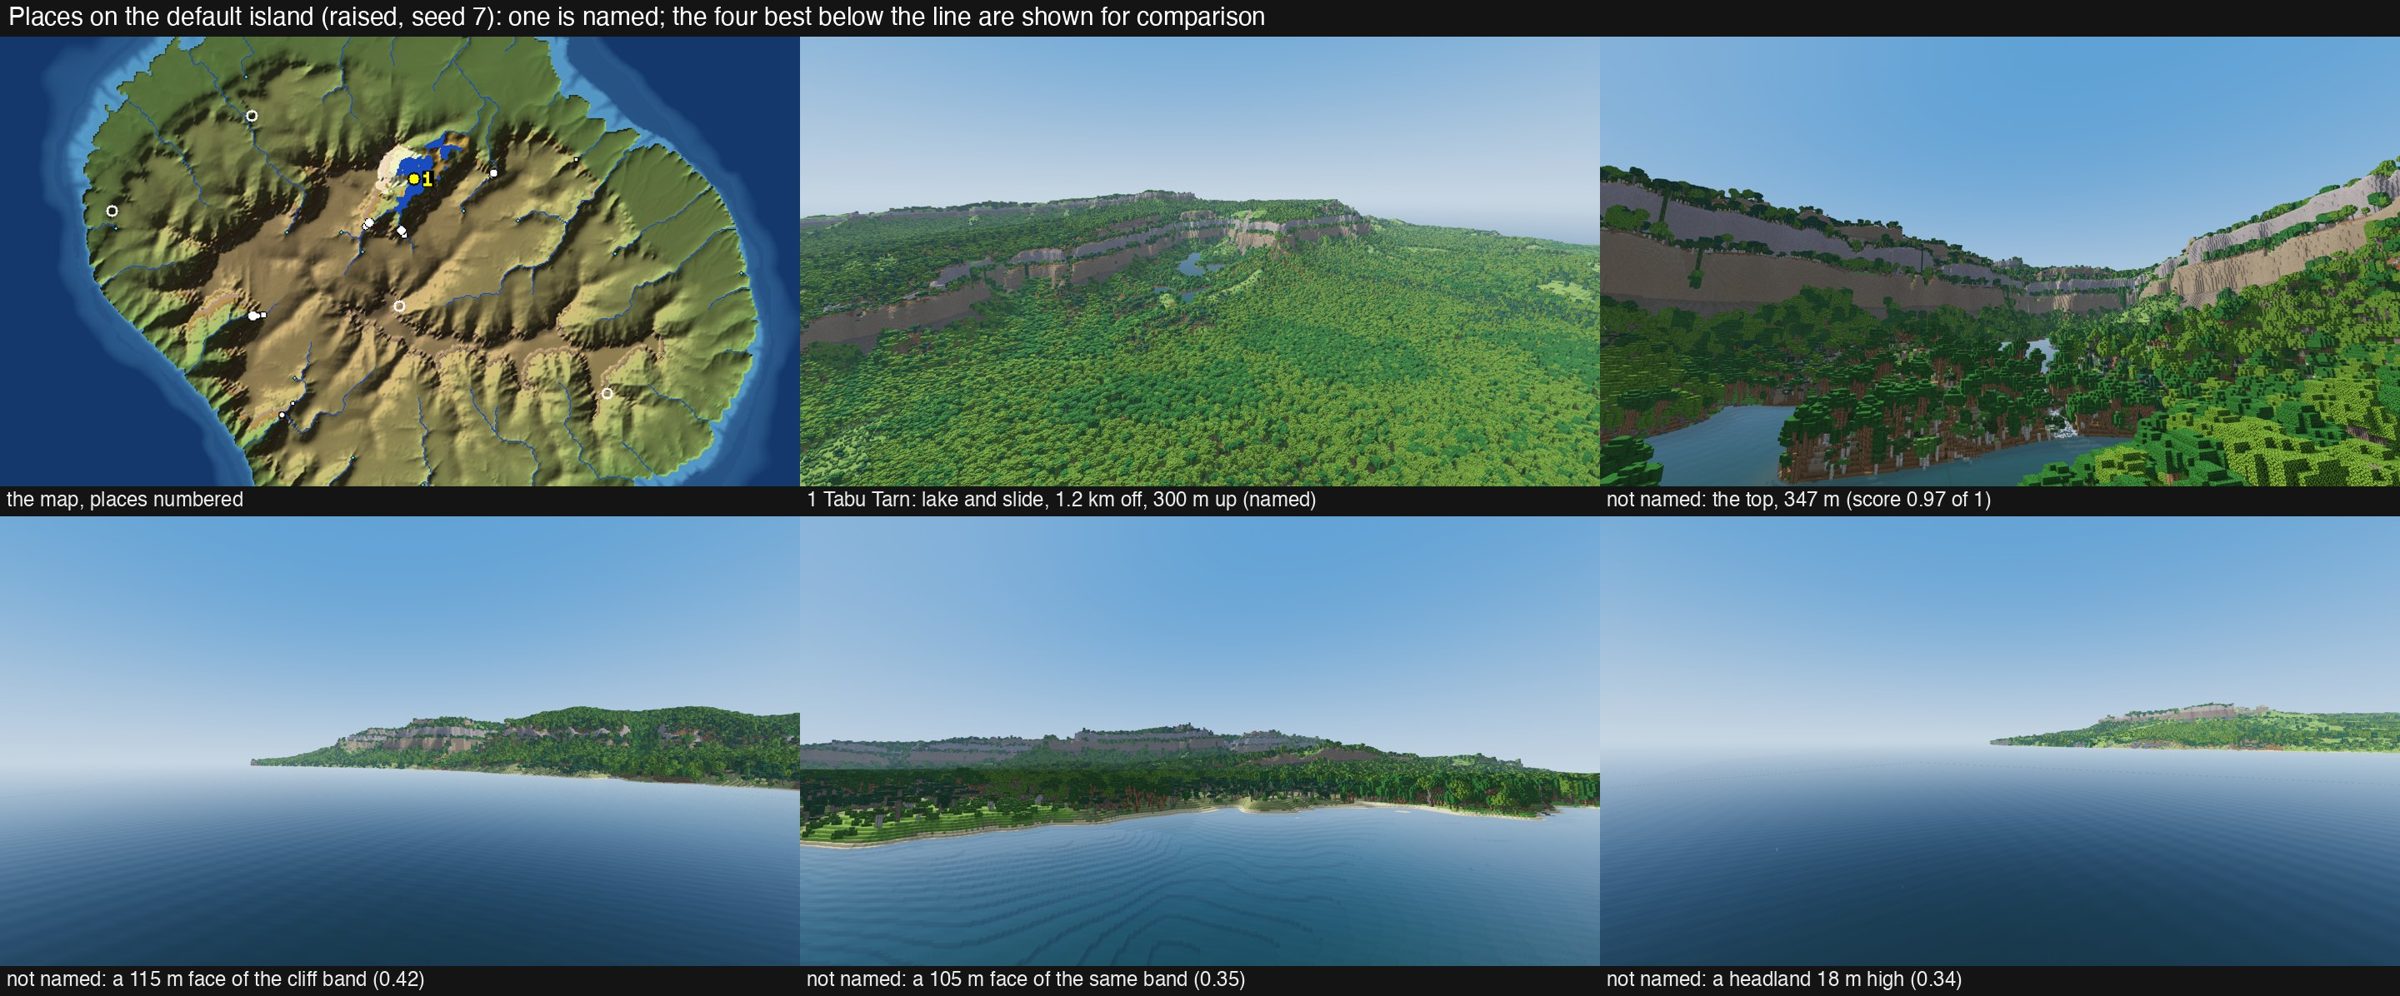 Places on the default island (raised, seed 7): one is named; the four best below the line are shown for comparison
1
the map, places numbered
1 Tabu Tarn: lake and slide, 1.2 km off, 300 m up (named)
not named: the top, 347 m (score 0.97 of 1)
not named: a 115 m face of the cliff band (0.42)
not named: a 105 m face of the same band (0.35)
not named: a headland 18 m high (0.34)